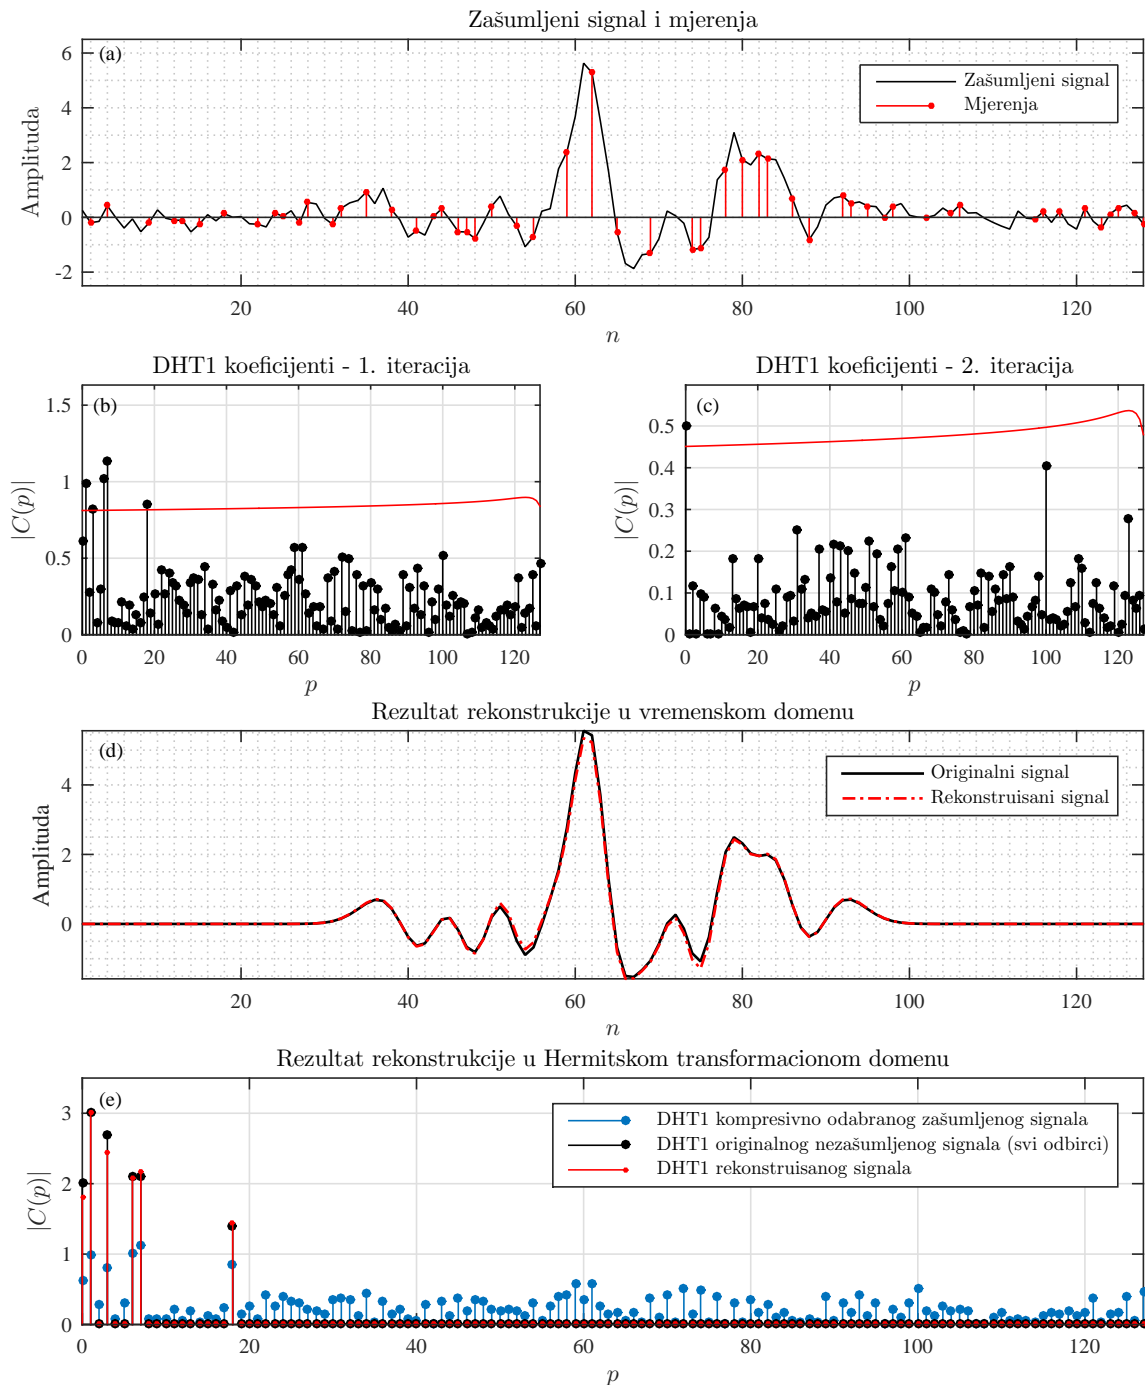 Zašumljeni signal i mjerenja
(a)
Zašumljeni signal
Mjerenja
Amplituda
6
4
2
0
-2
20 40 60 80 100 120
n
DHT1 koeficijenti - 1. iteracija
(b)
|C(p)|
1.5
1
0.5
0
0 20 40 60 80 100 120
p
DHT1 koeficijenti - 2. iteracija
(c)
|C(p)|
0.5
0.4
0.3
0.2
0.1
0
0 20 40 60 80 100 120
p
Rezultat rekonstrukcije u vremenskom domenu
(d)
Originalni signal
Rekonstruisani signal
Amplituda
4
2
0
20 40 60 80 100 120
n
Rezultat rekonstrukcije u Hermitskom transformacionom domenu
(e)
DHT1 kompresivno odabranog zašumljenog signala
DHT1 originalnog nezašumljenog signala (svi odbirci)
DHT1 rekonstruisanog signala
|C(p)|
3
2
1
0
0 20 40 60 80 100 120
p